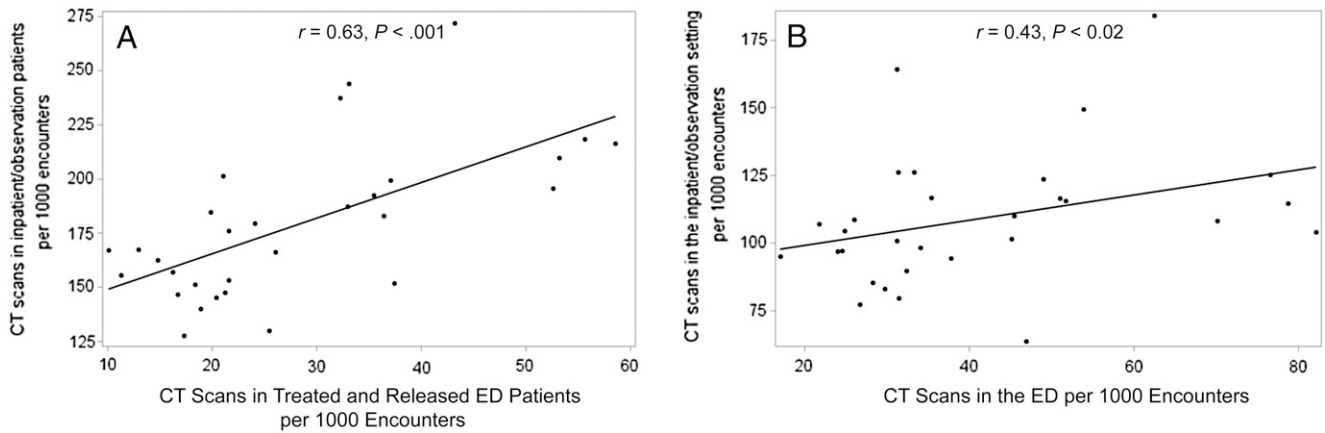 A
r = 0.63, P < .001
CT scans in inpatient/observation patients
per 1000 encounters
275
250
225
200
175
150
125
10
20
30
40
50
60
CT Scans in Treated and Released ED Patients
per 1000 Encounters
B
r = 0.43, P < 0.02
CT scans in the inpatient/observation setting
per 1000 encounters
175
150
125
100
75
20
40
60
80
CT Scans in the ED per 1000 Encounters